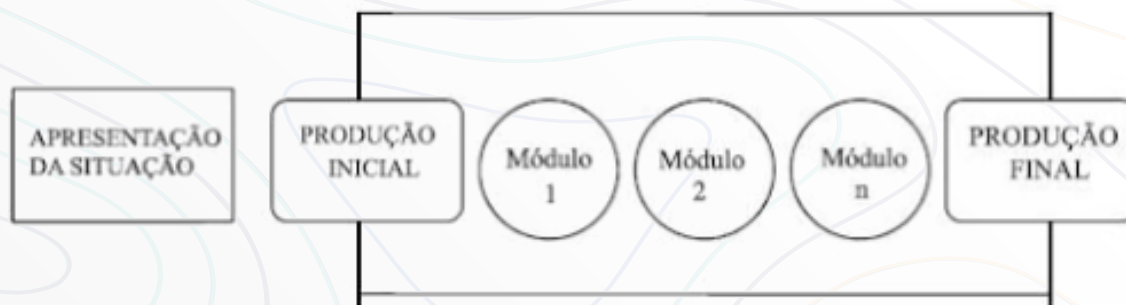 APRESENTAÇÃO
DA SITUAÇÃO
PRODUÇÃO
INICIAL
Módulo
1
Módulo
2
Módulo
n
PRODUÇÃO
FINAL